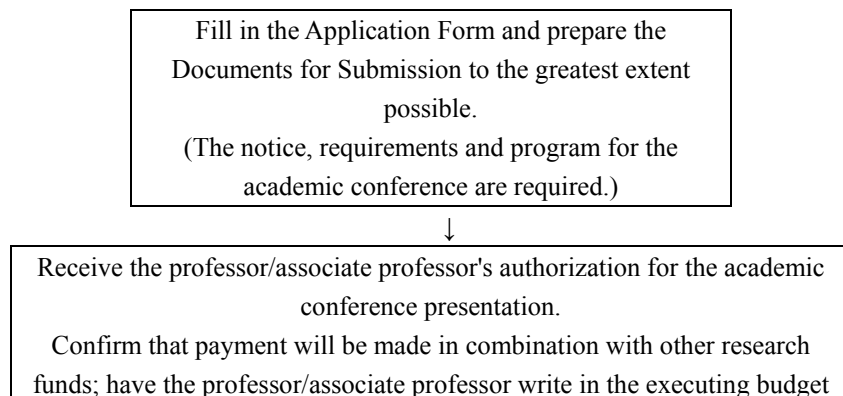 Fill in the Application Form and prepare the
Documents for Submission to the greatest extent
possible.
(The notice, requirements and program for the
academic conference are required.)
↓
Receive the professor/associate professor's authorization for the academic
conference presentation.
Confirm that payment will be made in combination with other research
funds; have the professor/associate professor write in the executing budget